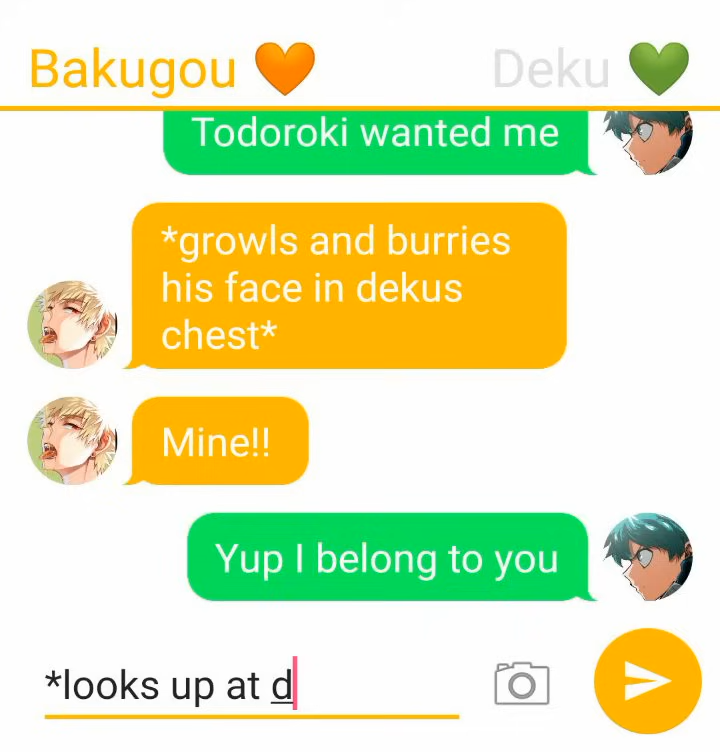 Bakugou 🧡 Deku 💚
Todoroki wanted me
*growls and burries
his face in dekus
chest*
Mine!!
Yup I belong to you
*looks up at d